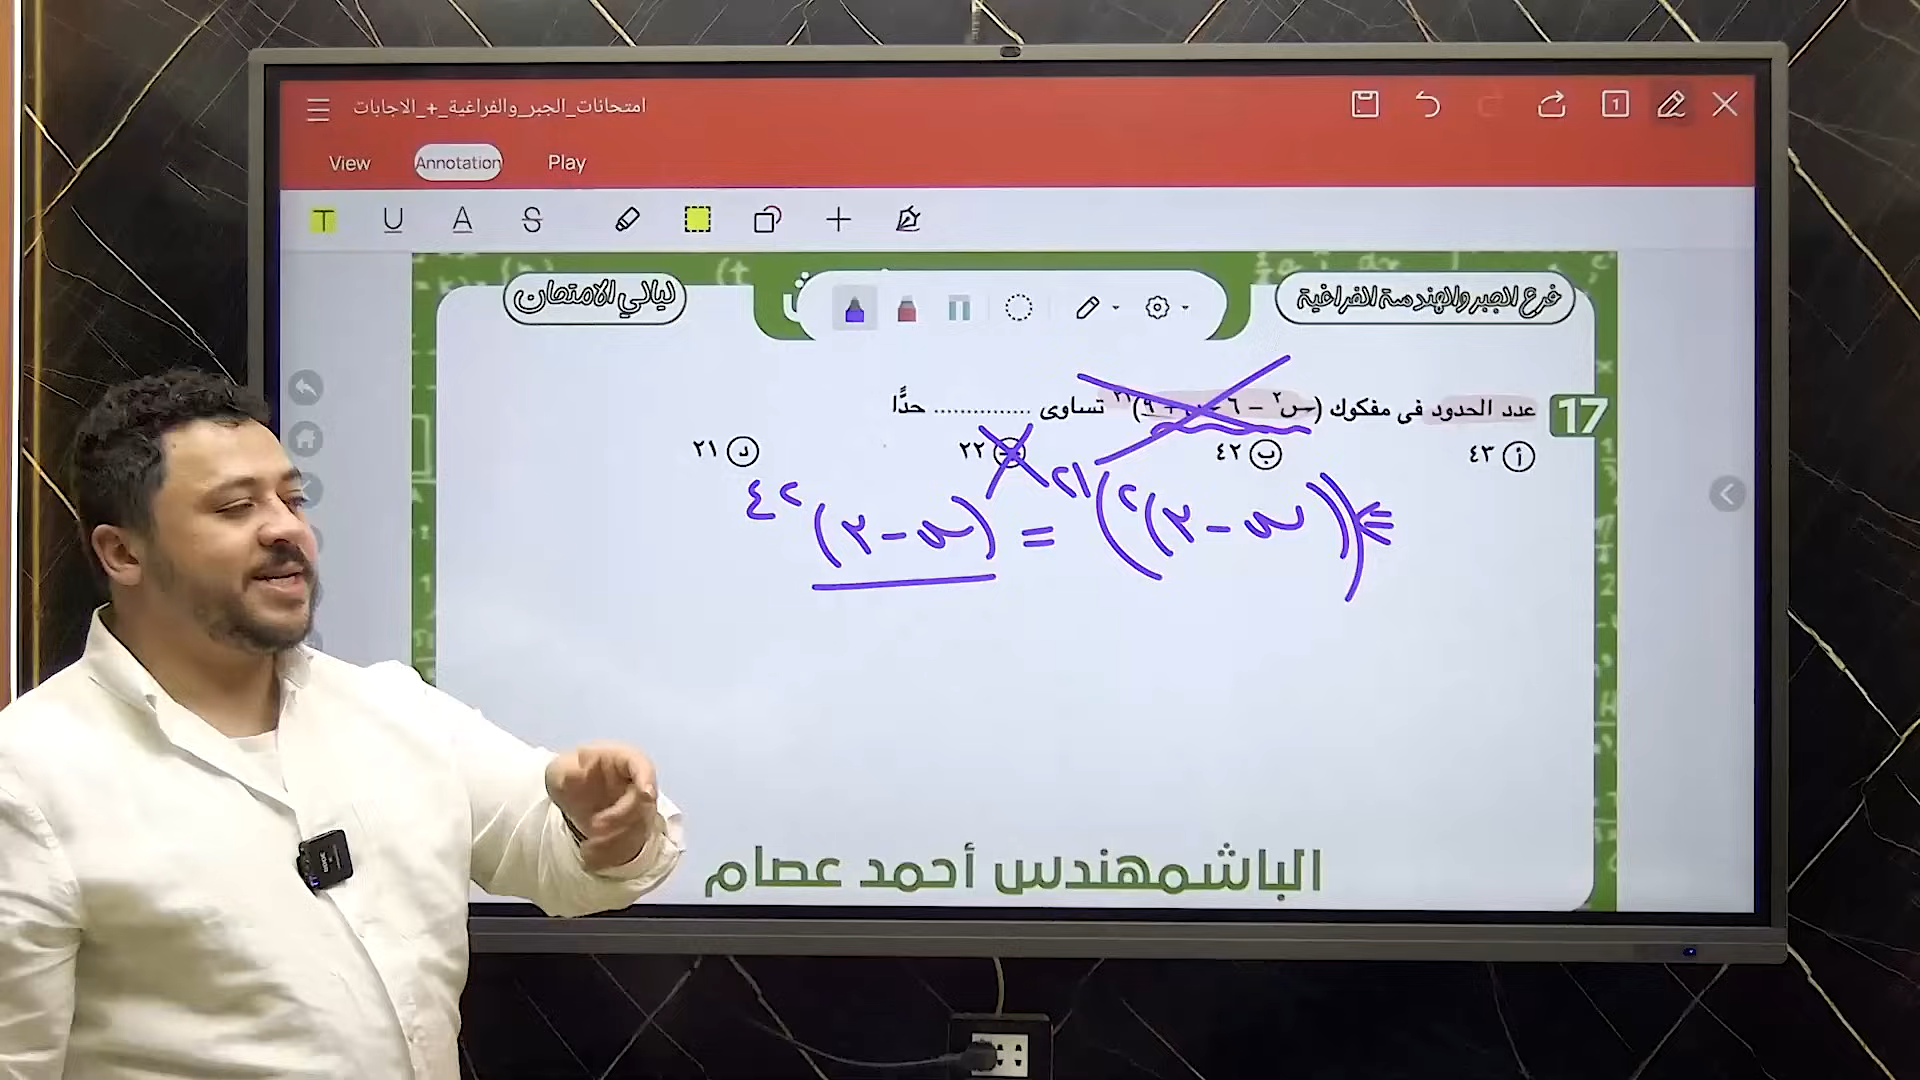 امتحانات_الجبر_والفراغية_+_الاجابات
1
View Annotation Play
T U A S
فرع الجبر والهندسة الفراغية
ليالي الامتحان
17 عدد الحدود فى مفكوك (س٢ − ٦ س + ٩)٢١ تساوى .............. حدًّا
أ ٤٣ ب ٤٢ ج ٢٢ د ٢١
((س − ٣)٢)٢١ = (س − ٣)٤٢
الباشمهندس أحمد عصام